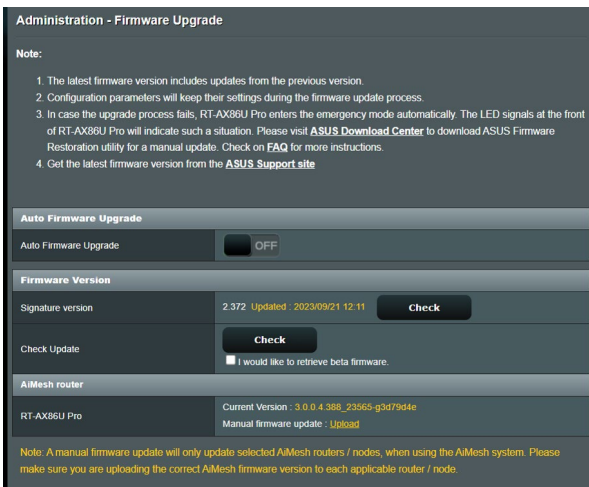 Administration - Firmware Upgrade
Note:
1. The latest firmware version includes updates from the previous version.
2. Configuration parameters will keep their settings during the firmware update process.
3. In case the upgrade process fails, RT-AX86U Pro enters the emergency mode automatically. The LED signals at the front
of RT-AX86U Pro will indicate such a situation. Please visit ASUS Download Center to download ASUS Firmware
Restoration utility for a manual update. Check on FAQ for more instructions.
4. Get the latest firmware version from the ASUS Support site
Auto Firmware Upgrade
Auto Firmware Upgrade OFF
Firmware Version
Signature version 2.372 Updated : 2023/09/21 12:11 Check
Check Update Check
I would like to retrieve beta firmware.
AiMesh router
RT-AX86U Pro Current Version : 3.0.0.4.388_23565-g3d79d4e
Manual firmware update : Upload
Note: A manual firmware update will only update selected AiMesh routers / nodes, when using the AiMesh system. Please
make sure you are uploading the correct AiMesh firmware version to each applicable router / node.